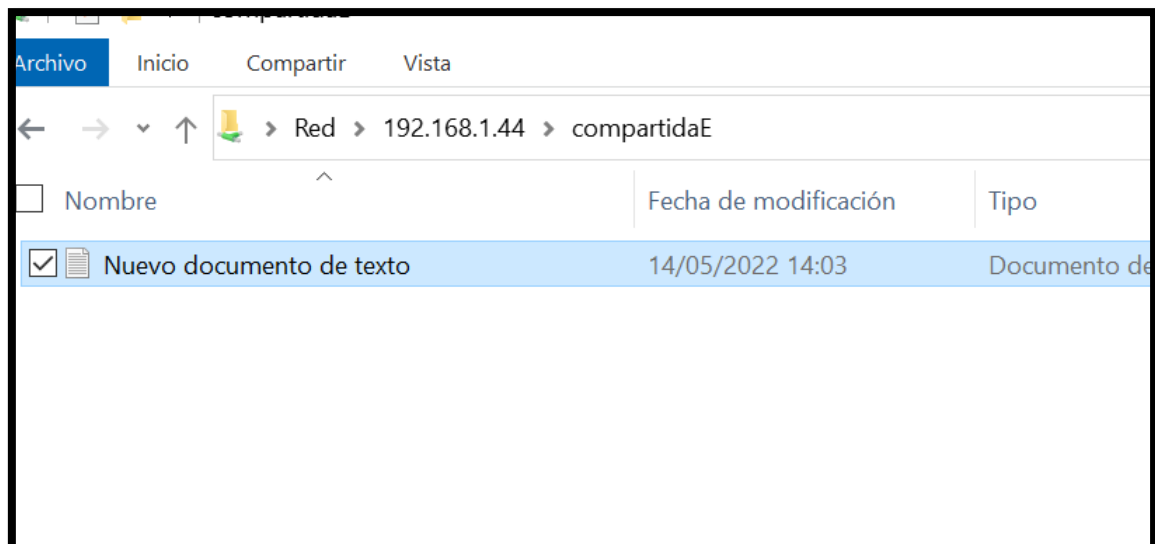 Archivo Inicio Compartir Vista
Red > 192.168.1.44 > compartidaE
Nombre Fecha de modificación Tipo
Nuevo documento de texto 14/05/2022 14:03 Documento de